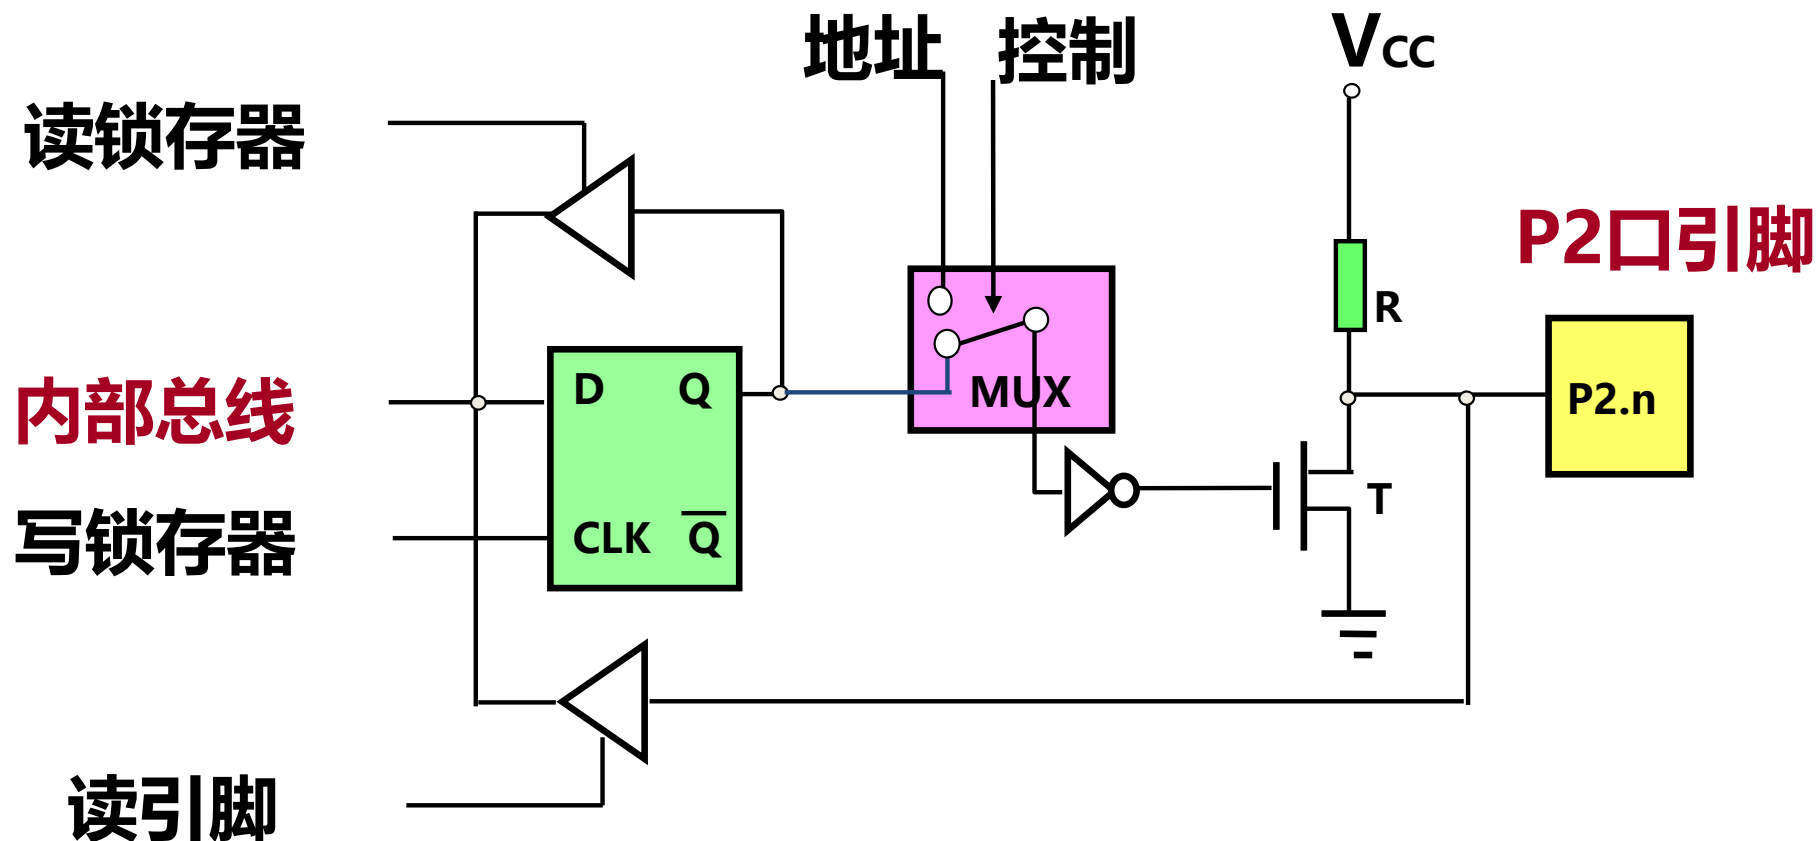 地址
控制
VCC
读锁存器
P2口引脚
R
内部总线
D
Q
MUX
P2.n
写锁存器
CLK
Q̅
T
读引脚